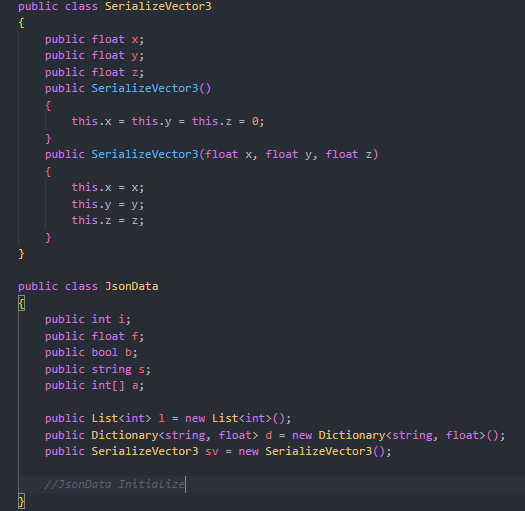 public class SerializeVector3
{
public float x;
public float y;
public float z;
public SerializeVector3()
{
this.x = this.y = this.z = 0;
}
public SerializeVector3(float x, float y, float z)
{
this.x = x;
this.y = y;
this.z = z;
}
}
public class JsonData
{
public int i;
public float f;
public bool b;
public string s;
public int[] a;
public List<int> l = new List<int>();
public Dictionary<string, float> d = new Dictionary<string, float>();
public SerializeVector3 sv = new SerializeVector3();
//JsonData Initialize
}